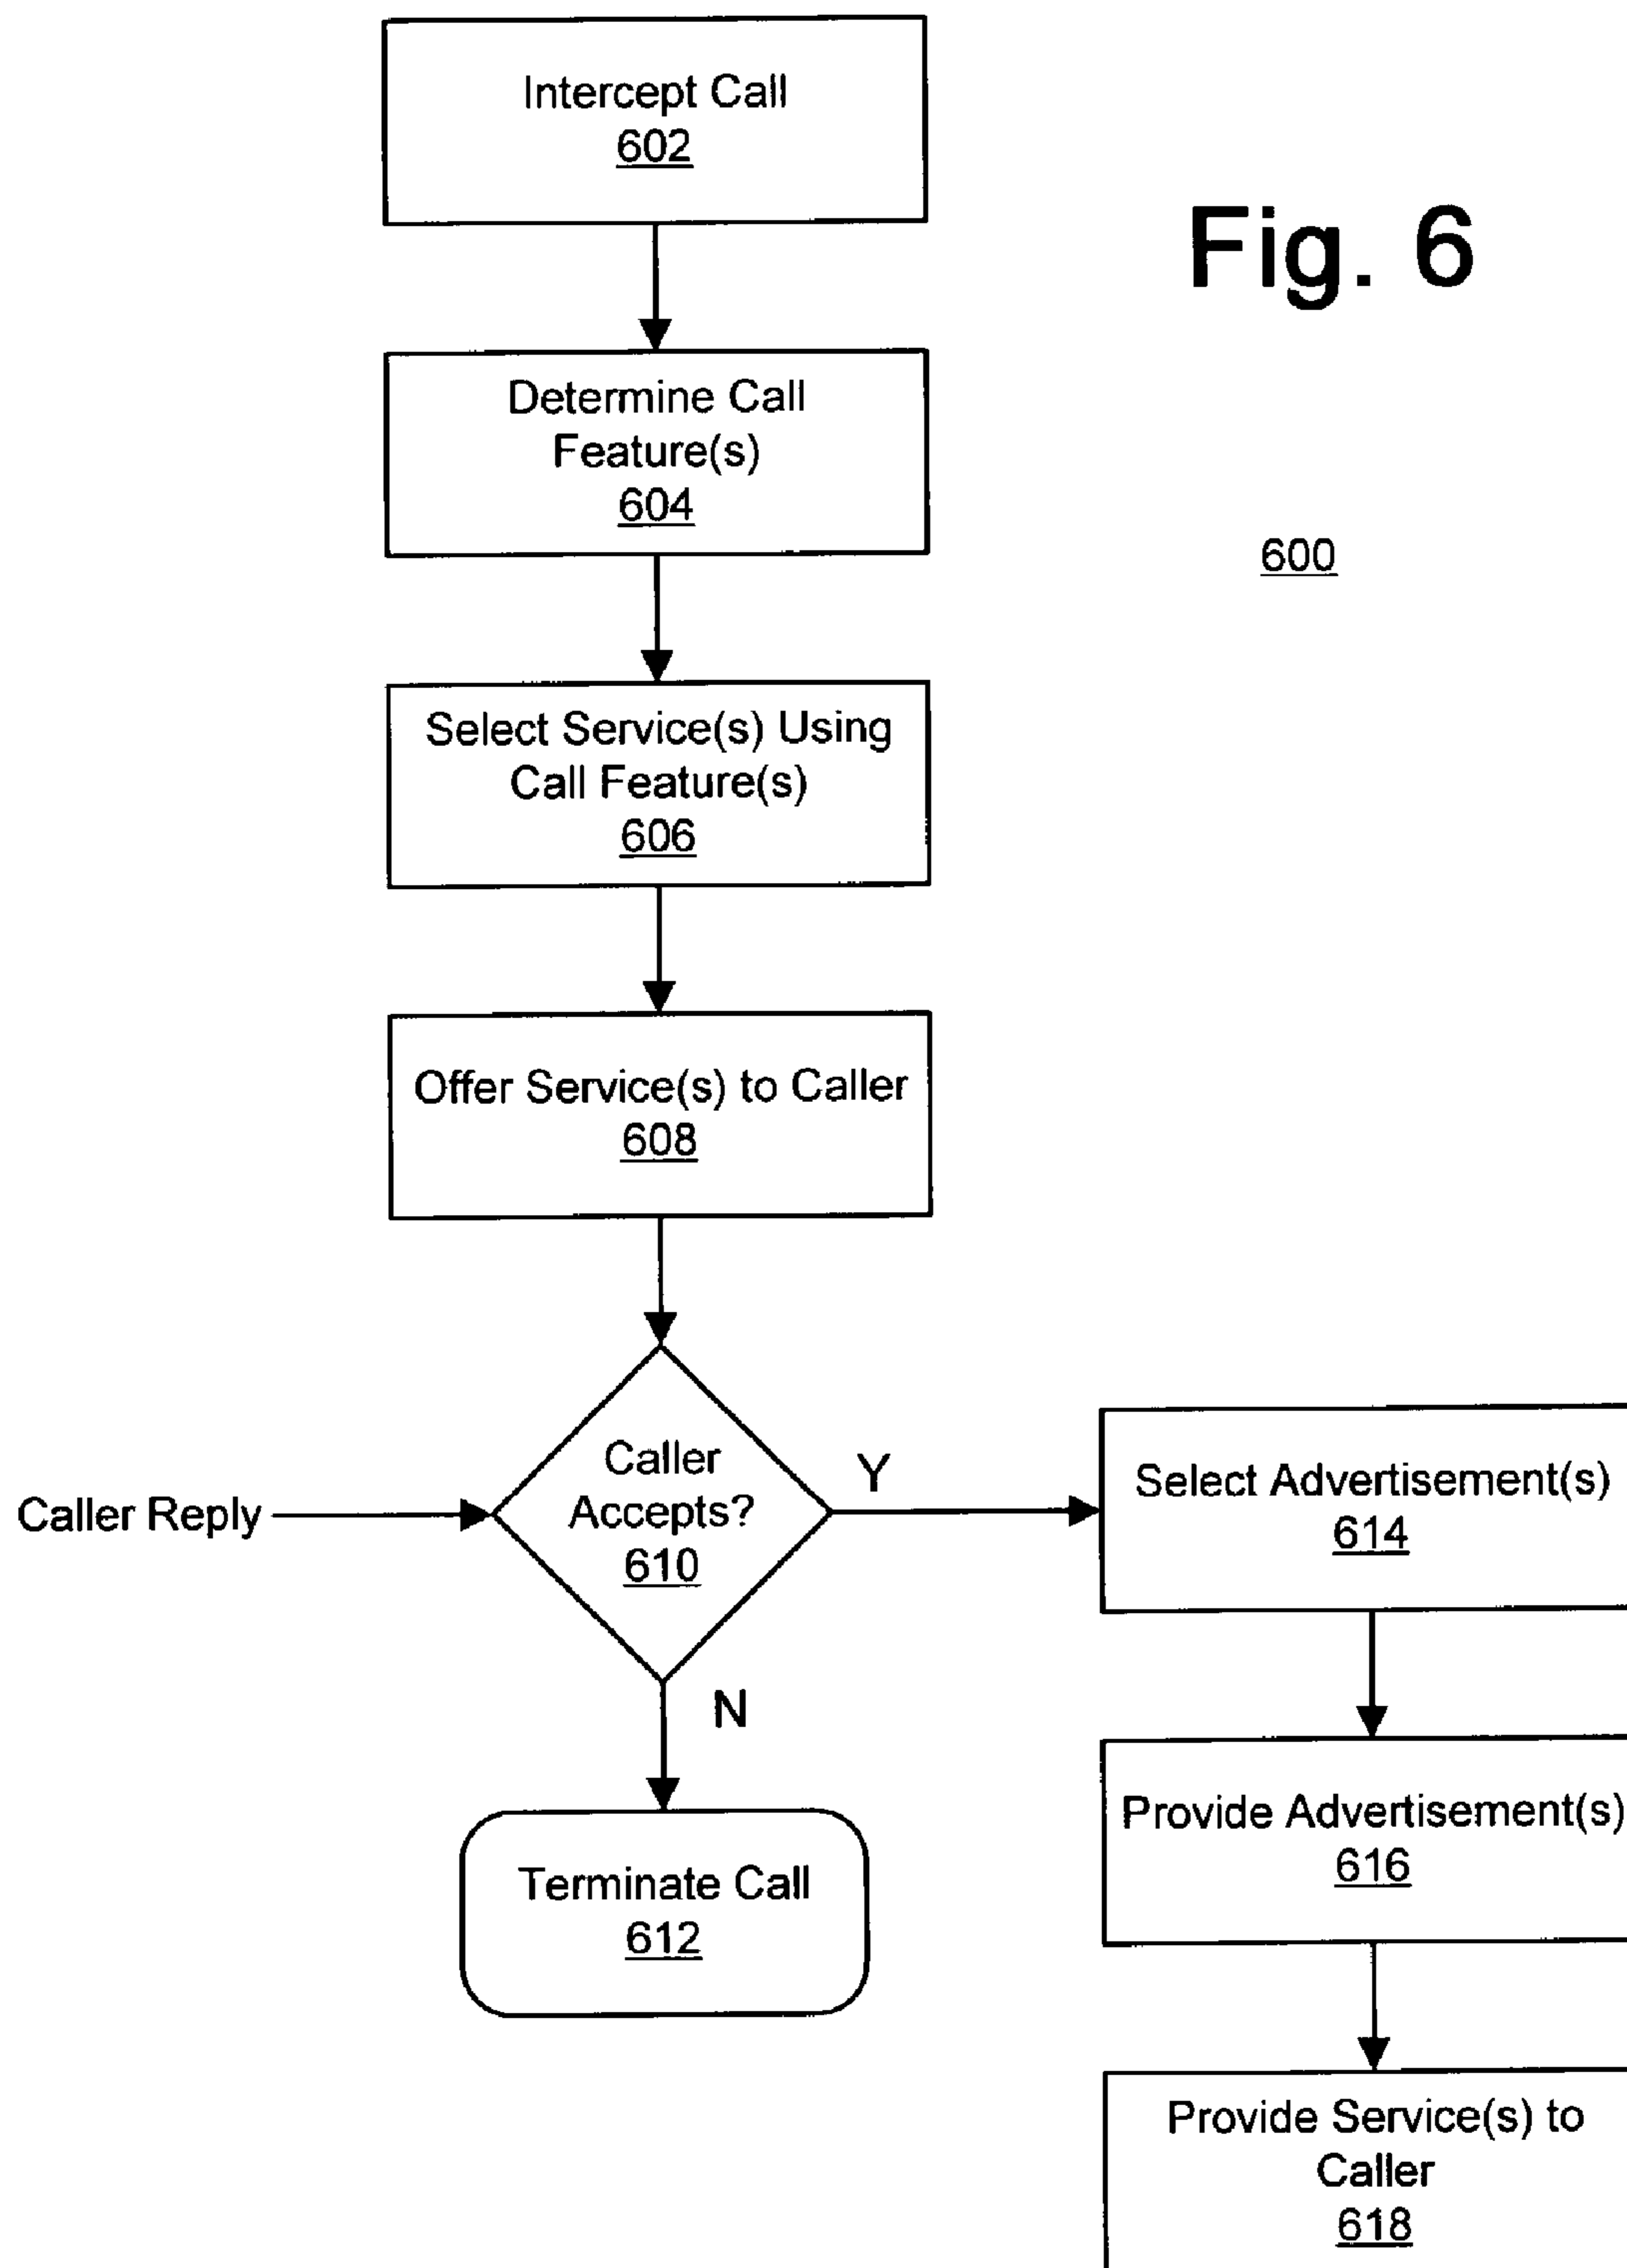 Intercept Call
602
Fig. 6
Determine Call
Feature(s)
604
600
Select Service(s) Using
Call Feature(s)
606
Offer Service(s) to Caller
608
Caller Reply
Caller
Accepts?
610
Y
N
Select Advertisement(s)
614
Terminate Call
612
Provide Advertisement(s)
616
Provide Service(s) to
Caller
618